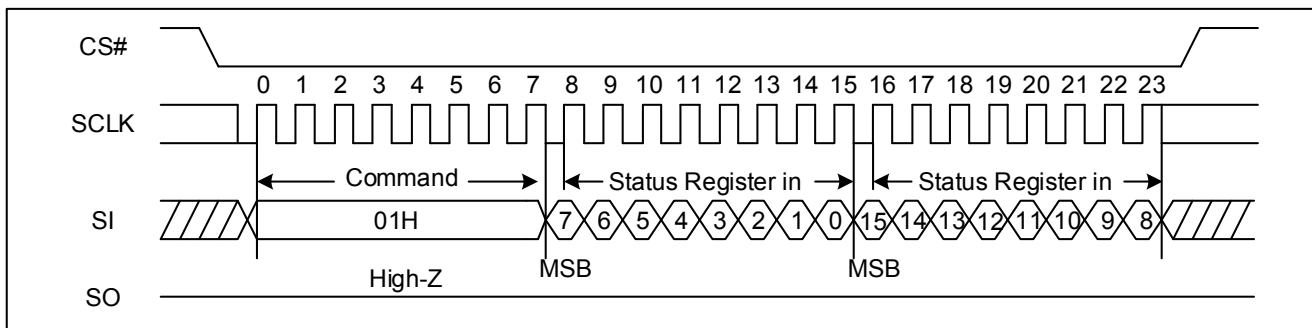 CS#
0 1 2 3 4 5 6 7 8 9 10 11 12 13 14 15 16 17 18 19 20 21 22 23
SCLK
Command Status Register in Status Register in
SI 01H 7 6 5 4 3 2 1 0 15 14 13 12 11 10 9 8
MSB MSB
High-Z
SO